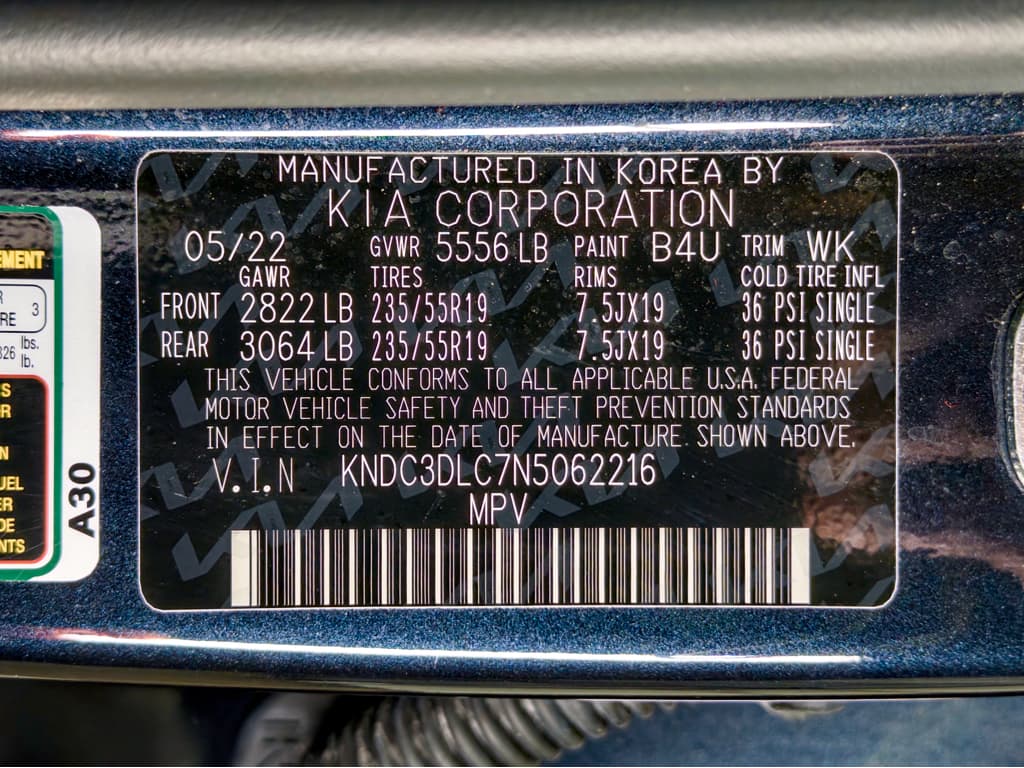 MANUFACTURED IN KOREA BY
KIA CORPORATION
05/22 GVWR 5556 LB PAINT B4U TRIM WK
GAWR TIRES RIMS COLD TIRE INFL
FRONT 2822 LB 235/55R19 7.5JX19 36 PSI SINGLE
REAR 3064 LB 235/55R19 7.5JX19 36 PSI SINGLE
THIS VEHICLE CONFORMS TO ALL APPLICABLE U.S.A. FEDERAL
MOTOR VEHICLE SAFETY AND THEFT PREVENTION STANDARDS
IN EFFECT ON THE DATE OF MANUFACTURE SHOWN ABOVE.
V.I.N KNDC3DLC7N5062216
MPV
3
lbs.
lb.
A30